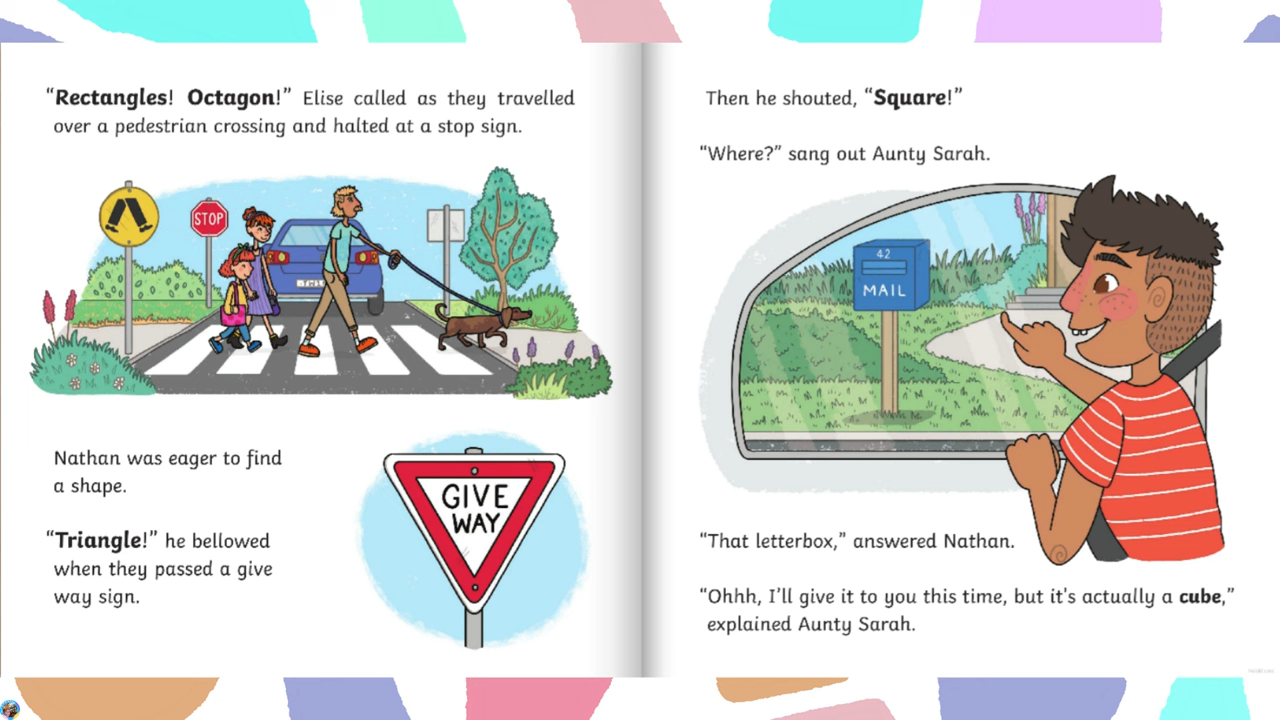 “Rectangles! Octagon!” Elise called as they travelled
over a pedestrian crossing and halted at a stop sign.
STOP
Nathan was eager to find
a shape.
“Triangle!” he bellowed
when they passed a give
way sign.
GIVE
WAY
Then he shouted, “Square!”
“Where?” sang out Aunty Sarah.
42
MAIL
“That letterbox,” answered Nathan.
“Ohhh, I’ll give it to you this time, but it’s actually a cube,”
explained Aunty Sarah.